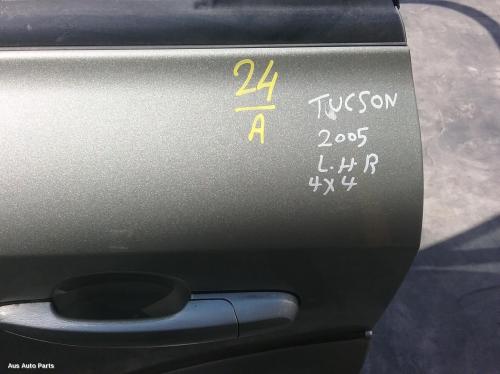 24
A
TUCSON
2005
L.H.R
4X4
Aus Auto Parts